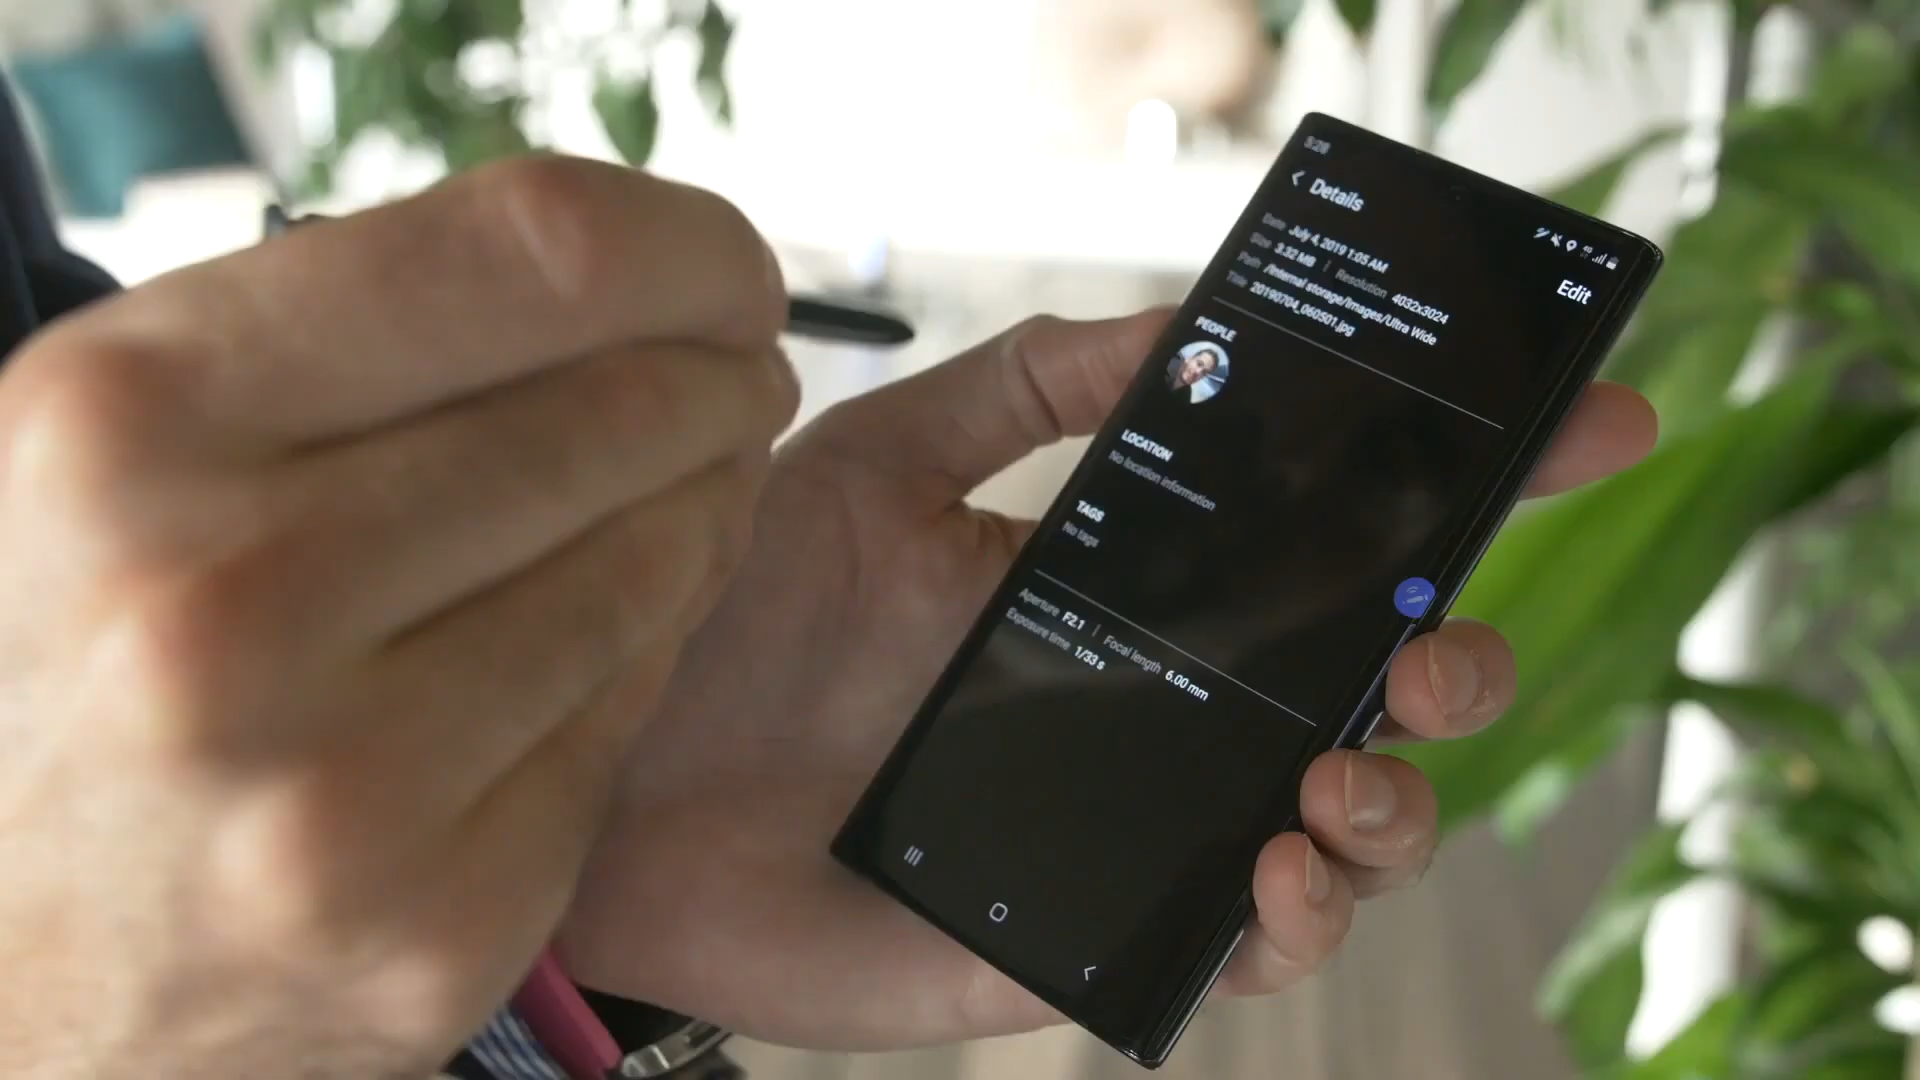 5:28
Details
Edit
Date July 4, 2019 1:05 AM
Size 3.32 MB | Resolution 4032x3024
Path /Internal storage/Images/Ultra Wide
Title 20190704_060501.jpg
PEOPLE
LOCATION
No location information
TAGS
No tags
Aperture F2.1 | Focal length 6.00 mm
Exposure time 1/33 s